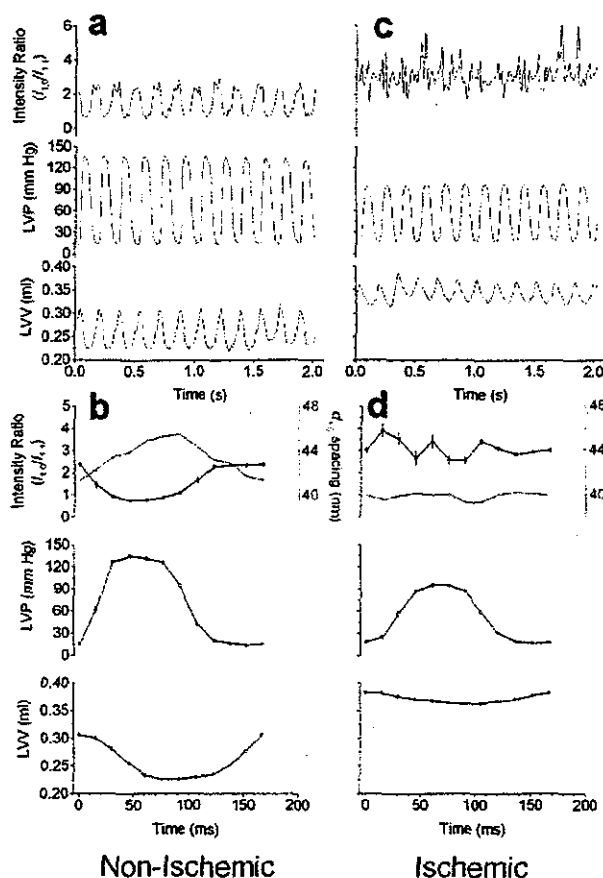 a
c
Intensity Ratio
(I1,0/I1,1)
6
4
2
0
LVP (mm Hg)
150
120
90
60
30
0
LVV (ml)
0.40
0.35
0.30
0.25
0.20
0.0 0.5 1.0 1.5 2.0
Time (s)
0.0 0.5 1.0 1.5 2.0
Time (s)
b
d
Intensity Ratio
(I1,0/I1,1)
5
4
3
2
1
0
48
44
40
spacing (nm)
48
44
40
LVP (mm Hg)
150
120
90
60
30
0
LVV (ml)
0.40
0.35
0.30
0.25
0.20
0 50 100 150 200
Time (ms)
0 50 100 150 200
Time (ms)
Non-Ischemic
Ischemic